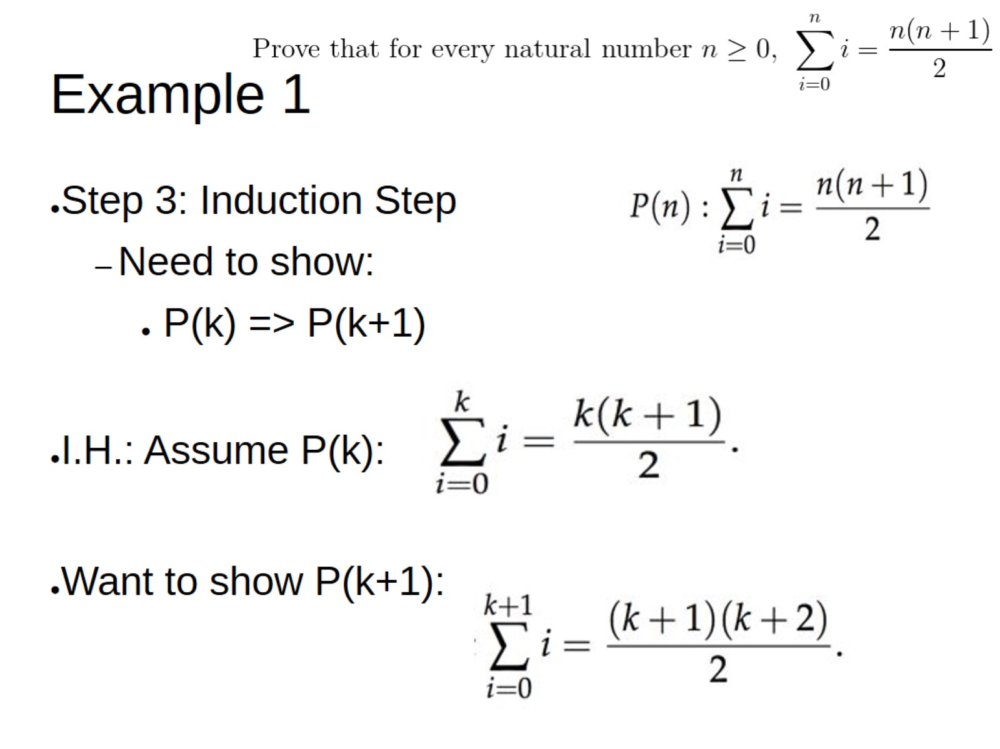 Prove that for every natural number n ≥ 0, \sum_{i=0}^{n} i = \frac{n(n+1)}{2}
Example 1
•Step 3: Induction Step
P(n) : \sum_{i=0}^{n} i = \frac{n(n+1)}{2}
– Need to show:
• P(k) => P(k+1)
•I.H.: Assume P(k): \sum_{i=0}^{k} i = \frac{k(k+1)}{2}.
•Want to show P(k+1):
\sum_{i=0}^{k+1} i = \frac{(k+1)(k+2)}{2}.